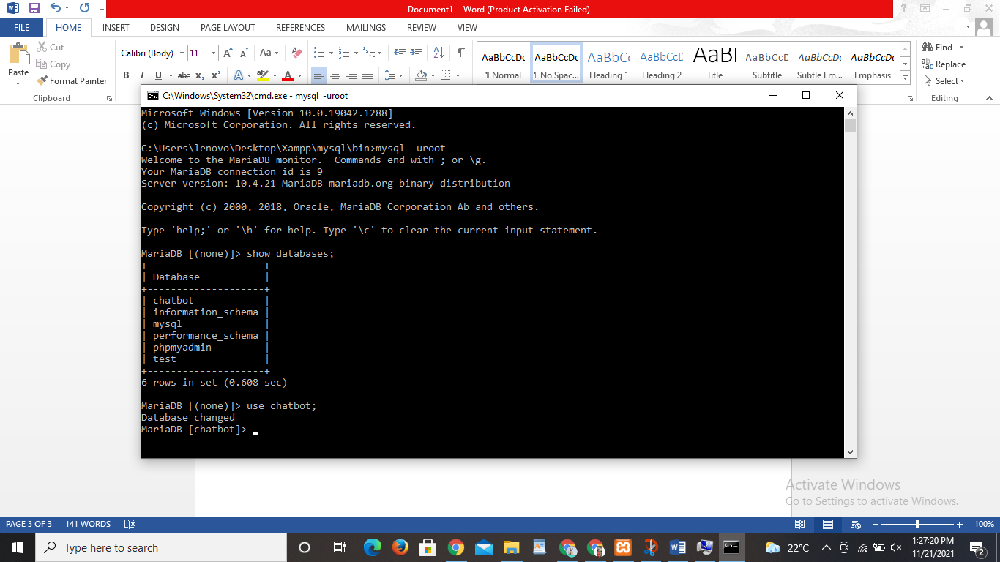 Document1 - Word (Product Activation Failed)
FILE HOME INSERT DESIGN PAGE LAYOUT REFERENCES MAILINGS REVIEW VIEW
Paste
Cut
Copy
Format Painter
Clipboard
Calibri (Body) 11
AaBbCcDc AaBbCcDc AaBbCc AaBbCcD AaB AaBbCcD AaBbCcDc AaBbCcDc
¶ Normal ¶ No Spac... Heading 1 Heading 2 Title Subtitle Subtle Em... Emphasis
Find
Replace
Select
Editing
C:\Windows\System32\cmd.exe - mysql -uroot
Microsoft Windows [Version 10.0.19042.1288]
(c) Microsoft Corporation. All rights reserved.
C:\Users\lenovo\Desktop\Xampp\mysql\bin>mysql -uroot
Welcome to the MariaDB monitor.  Commands end with ; or \g.
Your MariaDB connection id is 9
Server version: 10.4.21-MariaDB mariadb.org binary distribution
Copyright (c) 2000, 2018, Oracle, MariaDB Corporation Ab and others.
Type 'help;' or '\h' for help. Type '\c' to clear the current input statement.
MariaDB [(none)]> show databases;
+--------------------+
| Database           |
+--------------------+
| chatbot            |
| information_schema |
| mysql              |
| performance_schema |
| phpmyadmin         |
| test               |
+--------------------+
6 rows in set (0.608 sec)
MariaDB [(none)]> use chatbot;
Database changed
MariaDB [chatbot]>
Activate Windows
Go to Settings to activate Windows.
PAGE 3 OF 3 141 WORDS 100%
Type here to search
22°C
1:27:20 PM
11/21/2021
2